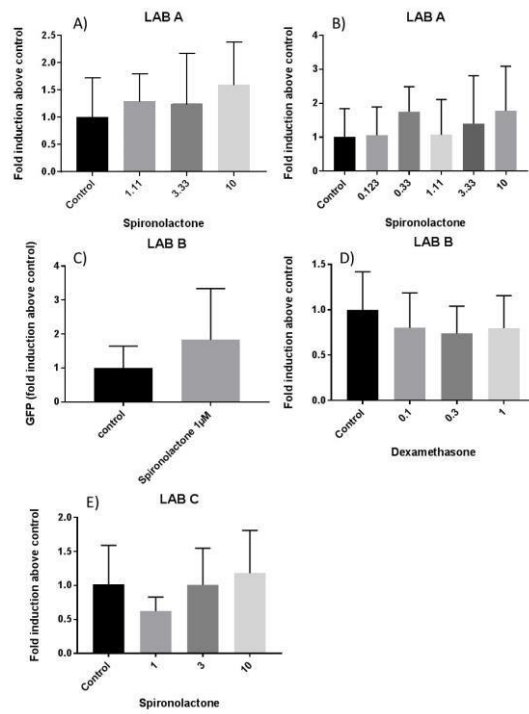 A)
LAB A
Fold induction above control
2.5
2.0
1.5
1.0
0.5
0.0
Control
1.11
3.33
10
Spironolactone
B)
LAB A
Fold induction above control
4
3
2
1
0
Control
0.123
0.33
1.11
3.33
10
Spironolactone
C)
LAB B
GFP (fold induction above control)
4
3
2
1
0
control
Spironolactone 1µM
D)
LAB B
Fold induction above control
1.5
1.0
0.5
0.0
Control
0.1
0.3
1
Dexamethasone
E)
LAB C
Fold induction above control
2.0
1.5
1.0
0.5
0.0
Control
1
3
10
Spironolactone